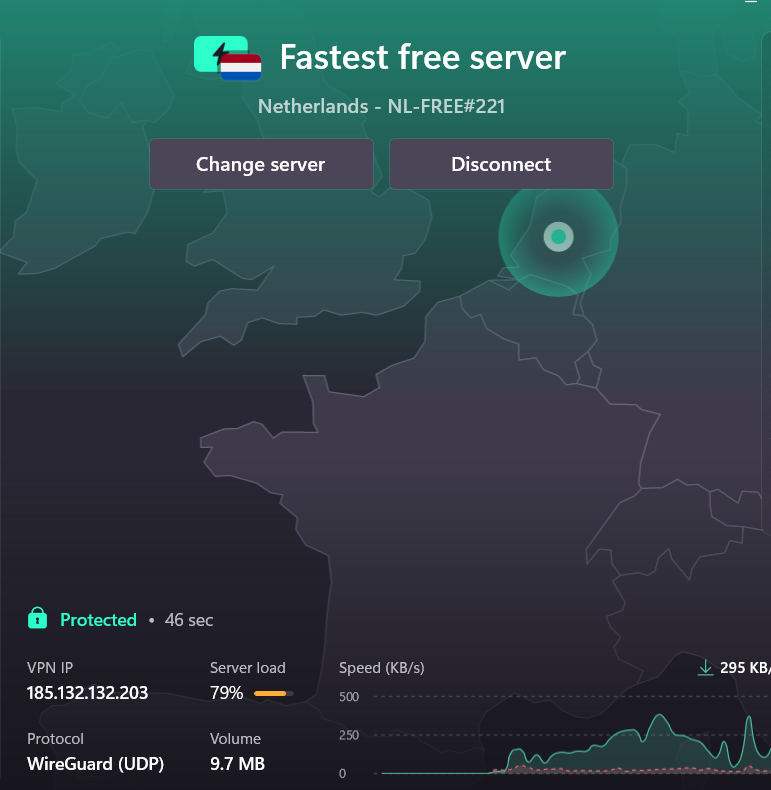 Fastest free server
Netherlands - NL-FREE#221
Change server
Disconnect
Protected • 46 sec
VPN IP
185.132.132.203
Server load
79%
Protocol
WireGuard (UDP)
Volume
9.7 MB
Speed (KB/s)
295 KB/
500
250
0